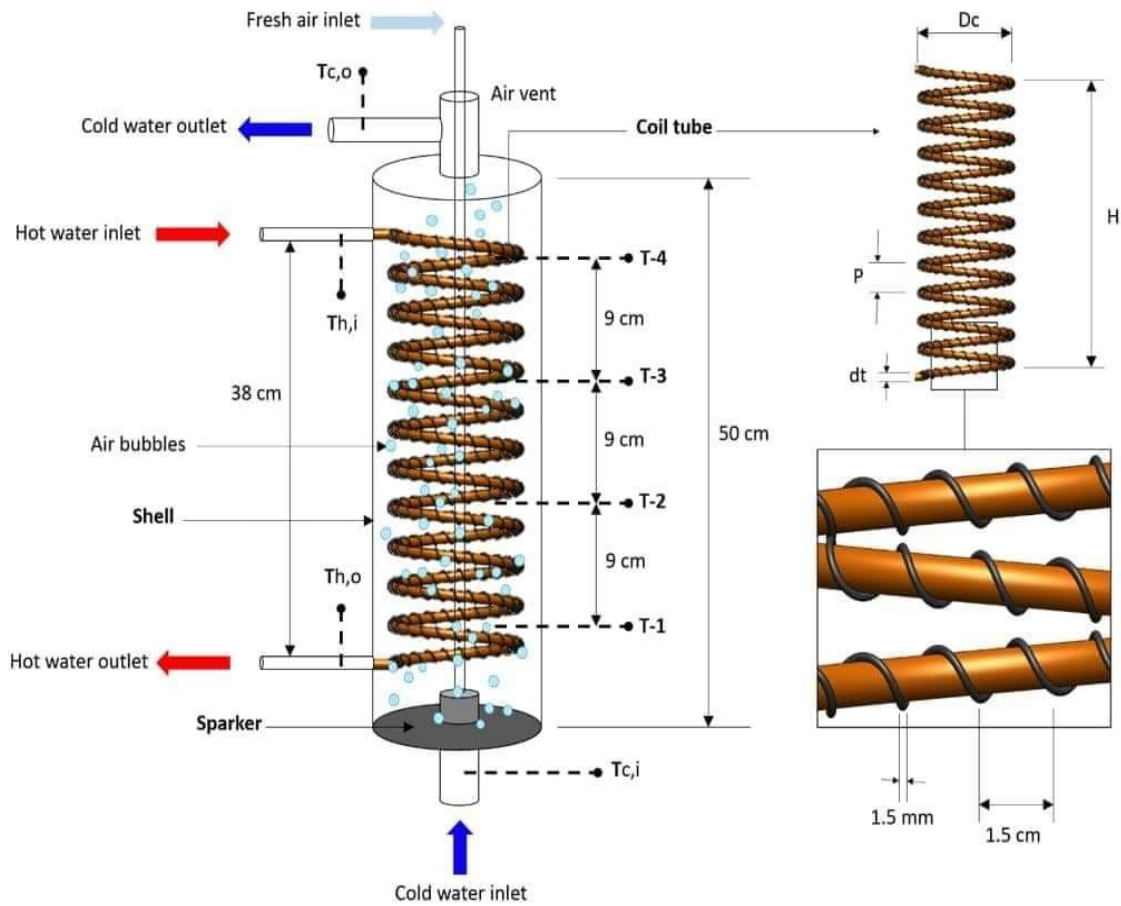 Fresh air inlet
Dc
Tc,o
Air vent
Cold water outlet
Coil tube
Hot water inlet
T-4
H
P
Th,i
9 cm
T-3
dt
38 cm
9 cm
50 cm
Air bubbles
T-2
Shell
9 cm
Th,o
T-1
Hot water outlet
Sparker
Tc,i
1.5 mm
1.5 cm
Cold water inlet